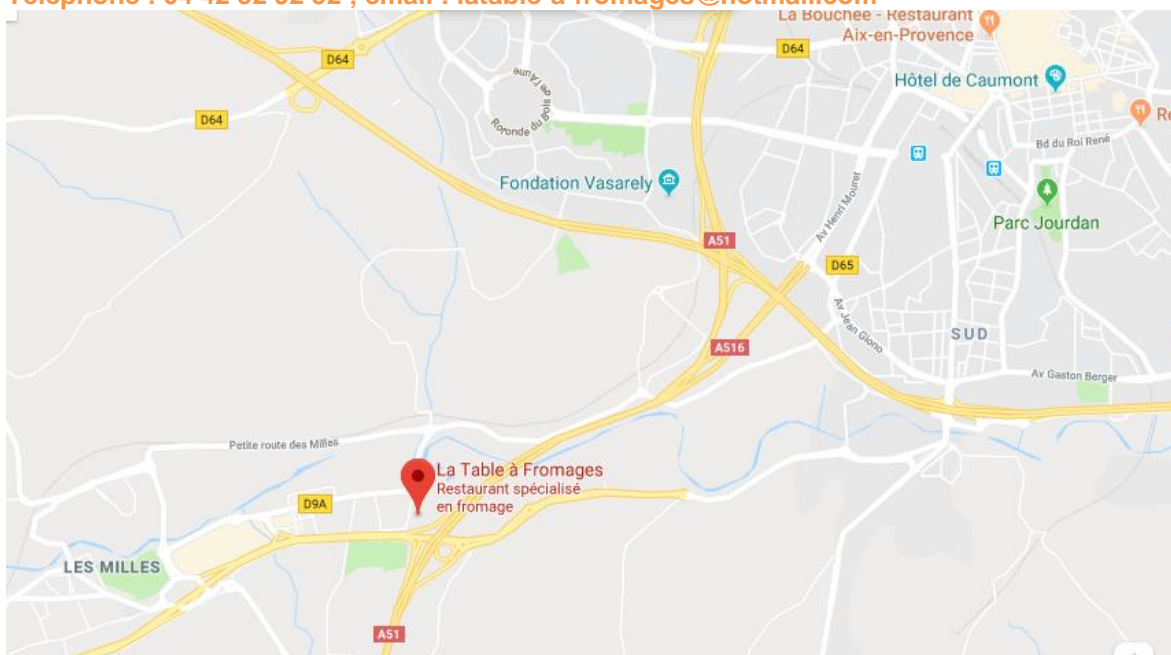 La Bouchée - Restaurant
Aix-en-Provence
D64
D64
D64
Hôtel de Caumont
Re
Bd du Roi René
Rotonde du Bois de l'Aune
Fondation Vasarely
Av Henri Mouret
Parc Jourdan
A51
D65
Av Jean Giono
SUD
A516
Av Gaston Berger
Petite route des Milles
La Table à Fromages
Restaurant spécialisé
en fromage
D9A
LES MILLES
A51